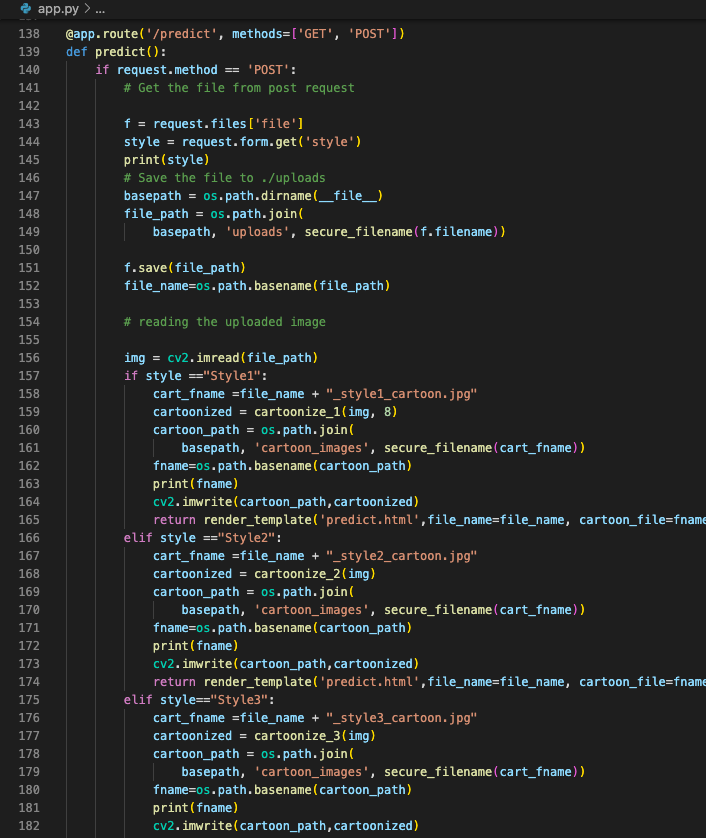 app.py > ...
138 @app.route('/predict', methods=['GET', 'POST'])
139 def predict():
140     if request.method == 'POST':
141         # Get the file from post request
142
143         f = request.files['file']
144         style = request.form.get('style')
145         print(style)
146         # Save the file to ./uploads
147         basepath = os.path.dirname(__file__)
148         file_path = os.path.join(
149             basepath, 'uploads', secure_filename(f.filename))
150
151         f.save(file_path)
152         file_name=os.path.basename(file_path)
153
154         # reading the uploaded image
155
156         img = cv2.imread(file_path)
157         if style =="Style1":
158             cart_fname =file_name + "_style1_cartoon.jpg"
159             cartoonized = cartoonize_1(img, 8)
160             cartoon_path = os.path.join(
161                 basepath, 'cartoon_images', secure_filename(cart_fname))
162             fname=os.path.basename(cartoon_path)
163             print(fname)
164             cv2.imwrite(cartoon_path,cartoonized)
165             return render_template('predict.html',file_name=file_name, cartoon_file=fname
166         elif style =="Style2":
167             cart_fname =file_name + "_style2_cartoon.jpg"
168             cartoonized = cartoonize_2(img)
169             cartoon_path = os.path.join(
170                 basepath, 'cartoon_images', secure_filename(cart_fname))
171             fname=os.path.basename(cartoon_path)
172             print(fname)
173             cv2.imwrite(cartoon_path,cartoonized)
174             return render_template('predict.html',file_name=file_name, cartoon_file=fname
175         elif style=="Style3":
176             cart_fname =file_name + "_style3_cartoon.jpg"
177             cartoonized = cartoonize_3(img)
178             cartoon_path = os.path.join(
179                 basepath, 'cartoon_images', secure_filename(cart_fname))
180             fname=os.path.basename(cartoon_path)
181             print(fname)
182             cv2.imwrite(cartoon_path,cartoonized)